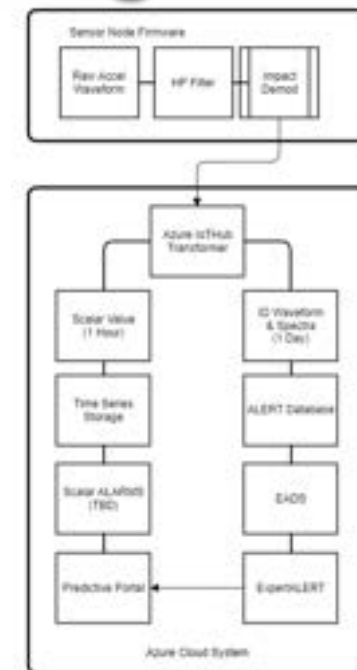 Sensor Node Firmware
Raw Accel
Waveform
HP Filter
Impact
Demod
Azure IoTHub
Transformer
Scalar Value
(1 Hour)
ID Waveform
& Spectra
(1 Day)
Time Series
Storage
ALERT Database
Scalar ALARMS
(TBD)
EADS
Predictive Portal
ExpertALERT
Azure Cloud System